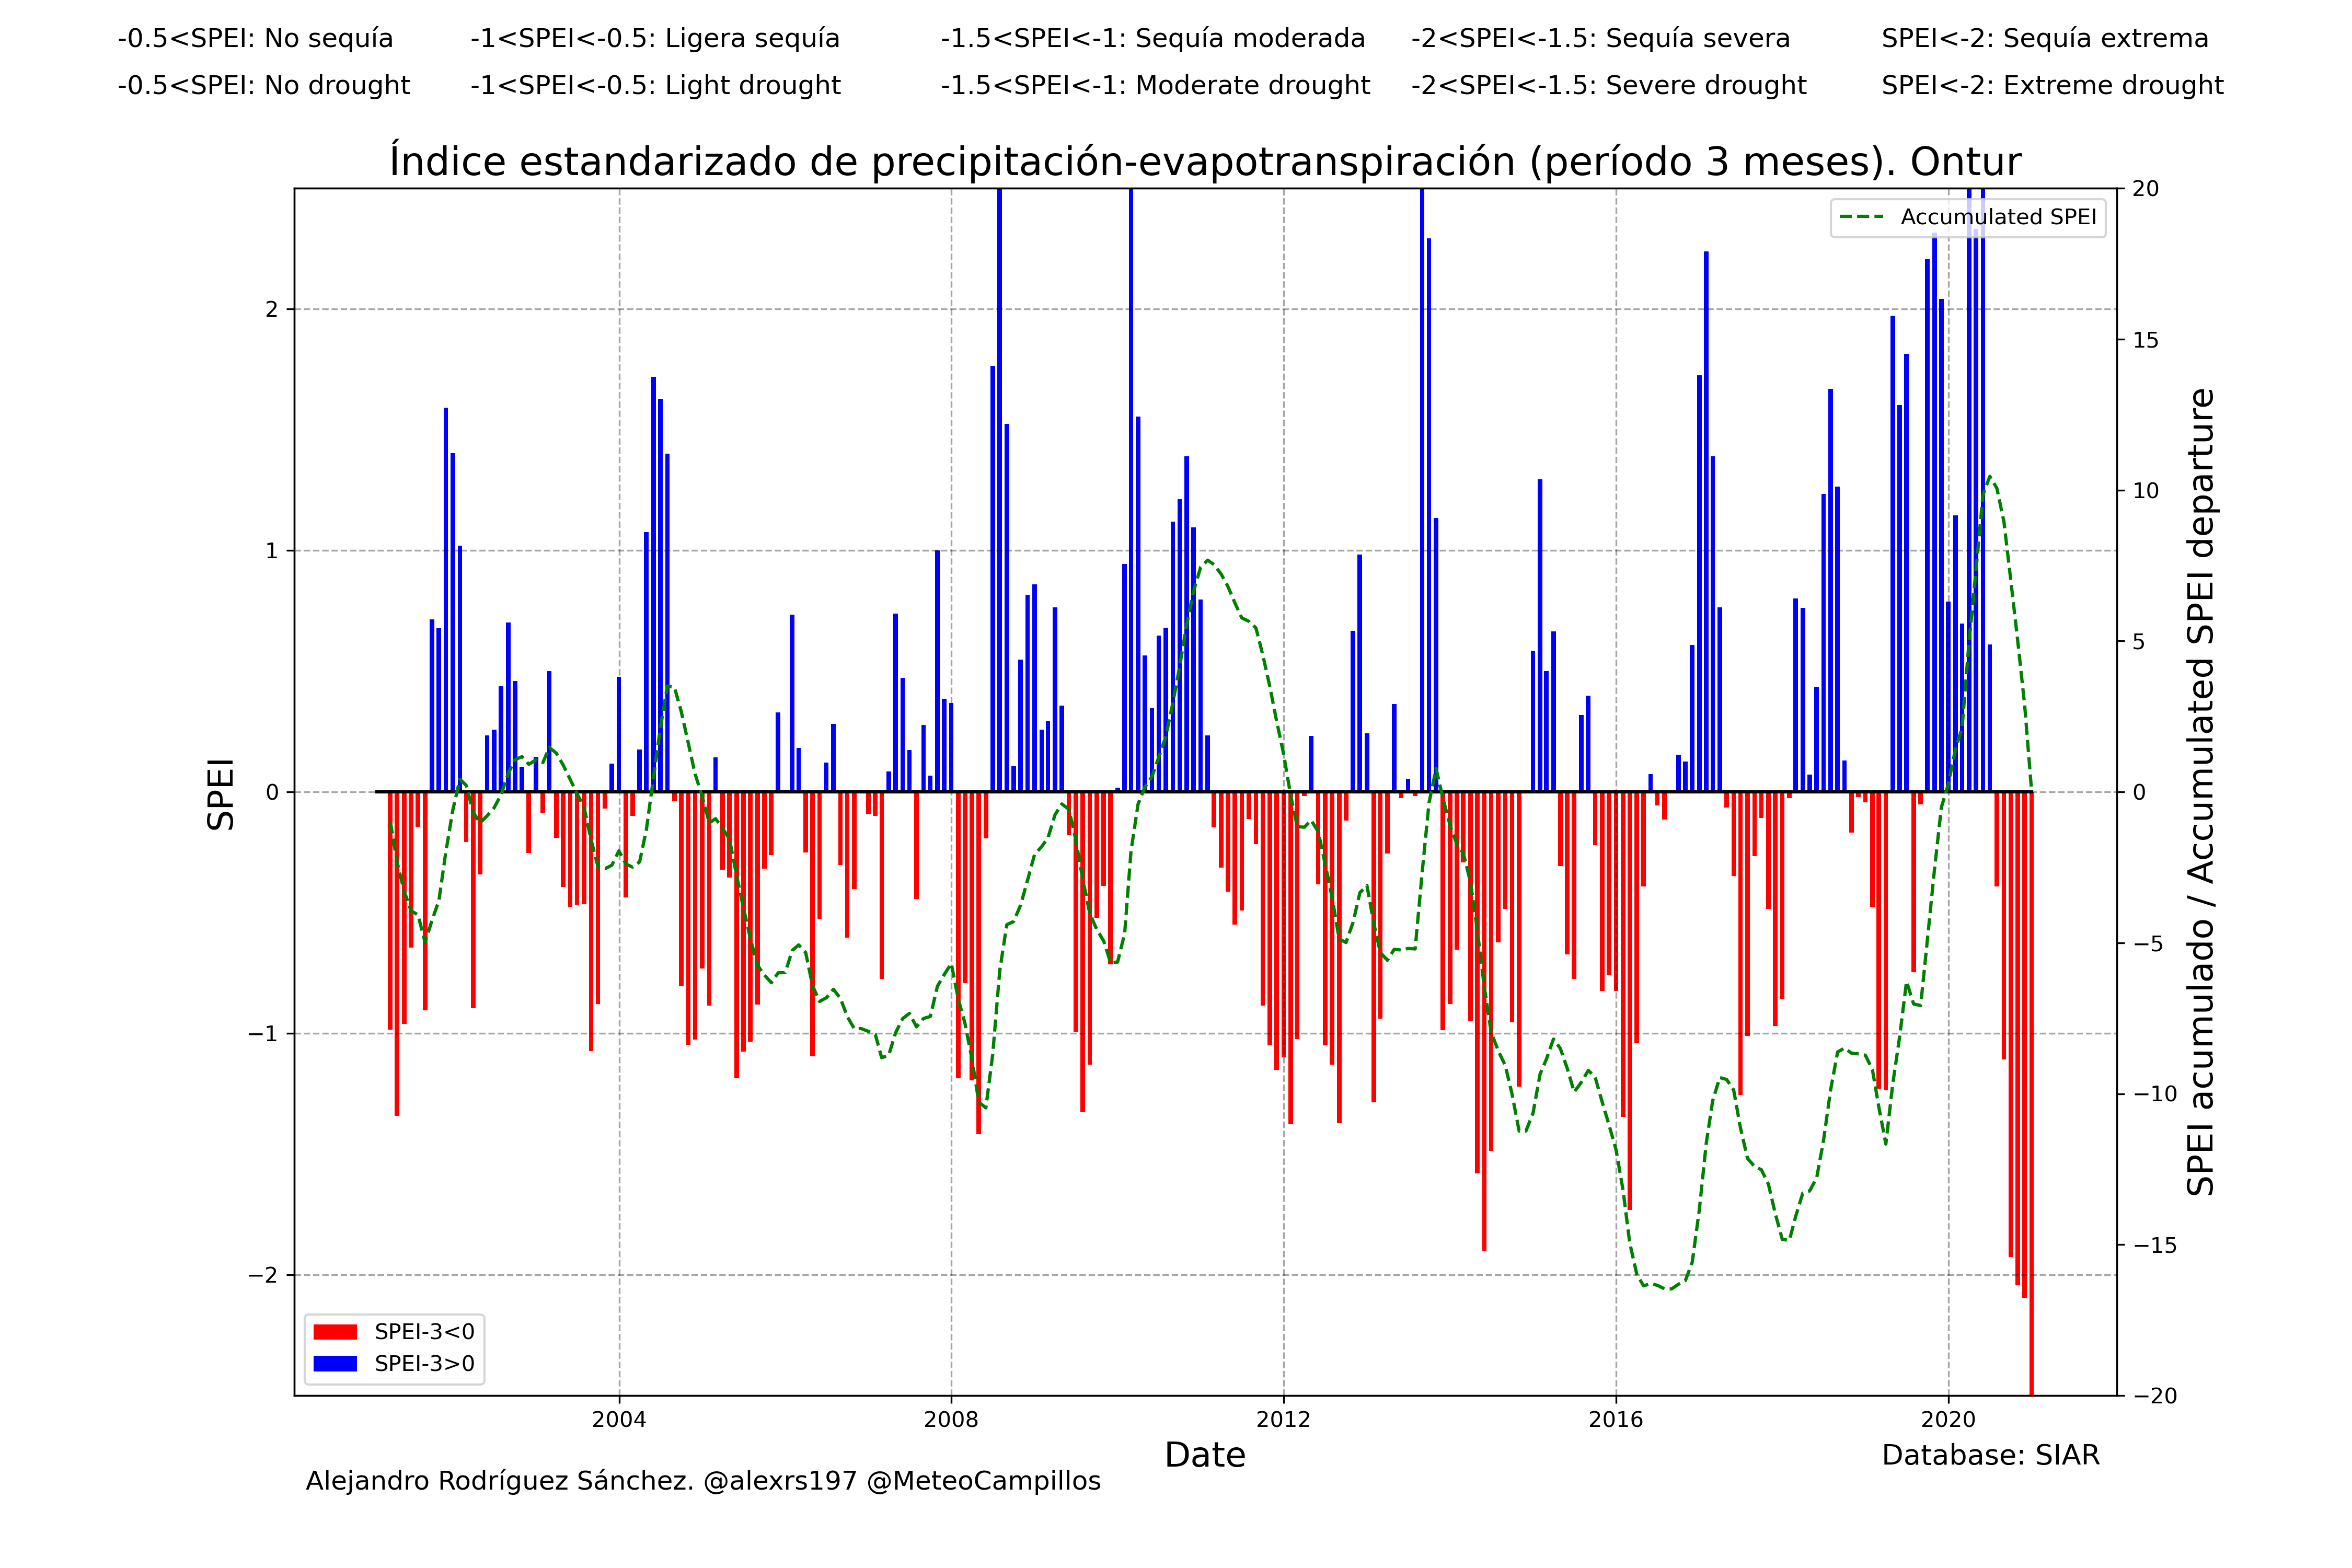 -0.5<SPEI: No sequía -1<SPEI<-0.5: Ligera sequía -1.5<SPEI<-1: Sequía moderada -2<SPEI<-1.5: Sequía severa SPEI<-2: Sequía extrema
-0.5<SPEI: No drought -1<SPEI<-0.5: Light drought -1.5<SPEI<-1: Moderate drought -2<SPEI<-1.5: Severe drought SPEI<-2: Extreme drought
Índice estandarizado de precipitación-evapotranspiración (período 3 meses). Ontur
Accumulated SPEI
2
1
0
−1
−2
SPEI
20
15
10
5
0
−5
−10
−15
−20
SPEI acumulado / Accumulated SPEI departure
SPEI-3<0
SPEI-3>0
2004 2008 2012 2016 2020
Date
Database: SIAR
Alejandro Rodríguez Sánchez. @alexrs197 @MeteoCampillos